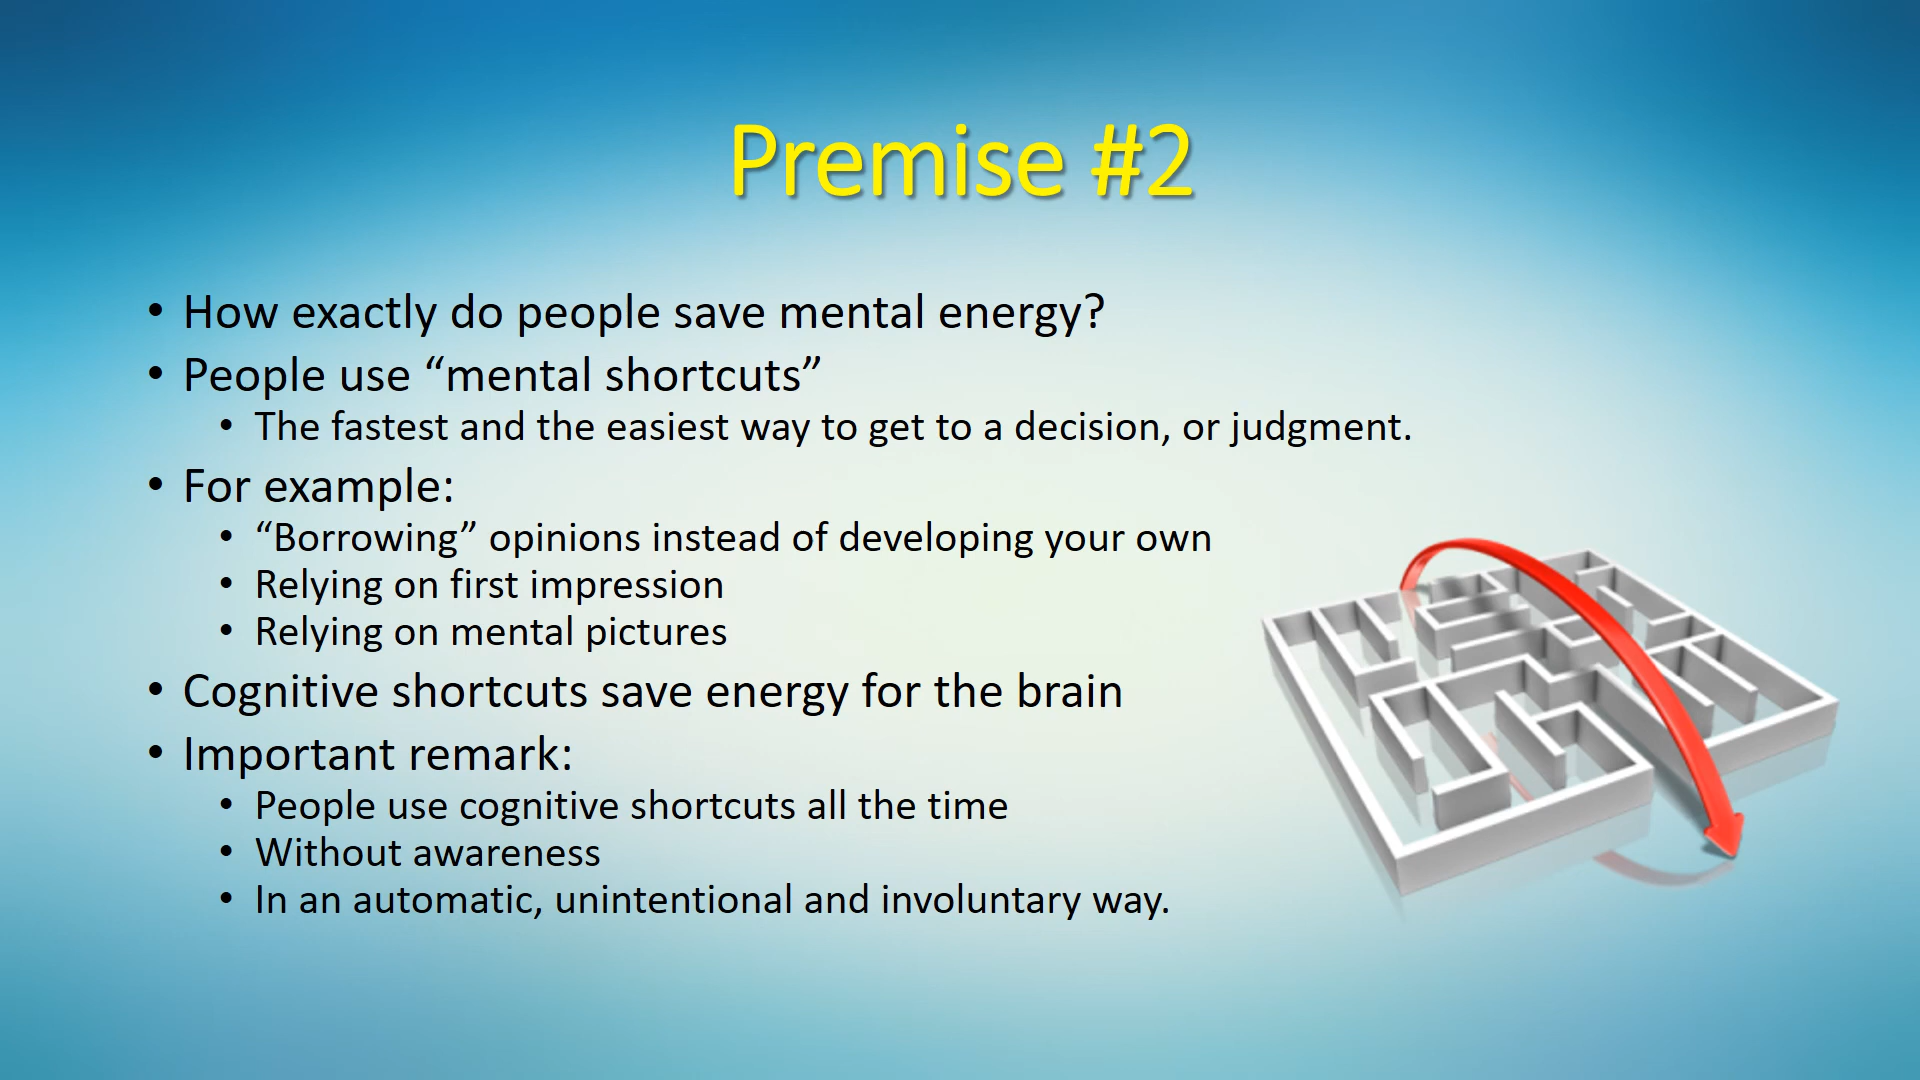 Premise #2
• How exactly do people save mental energy?
• People use “mental shortcuts”
• The fastest and the easiest way to get to a decision, or judgment.
• For example:
• “Borrowing” opinions instead of developing your own
• Relying on first impression
• Relying on mental pictures
• Cognitive shortcuts save energy for the brain
• Important remark:
• People use cognitive shortcuts all the time
• Without awareness
• In an automatic, unintentional and involuntary way.